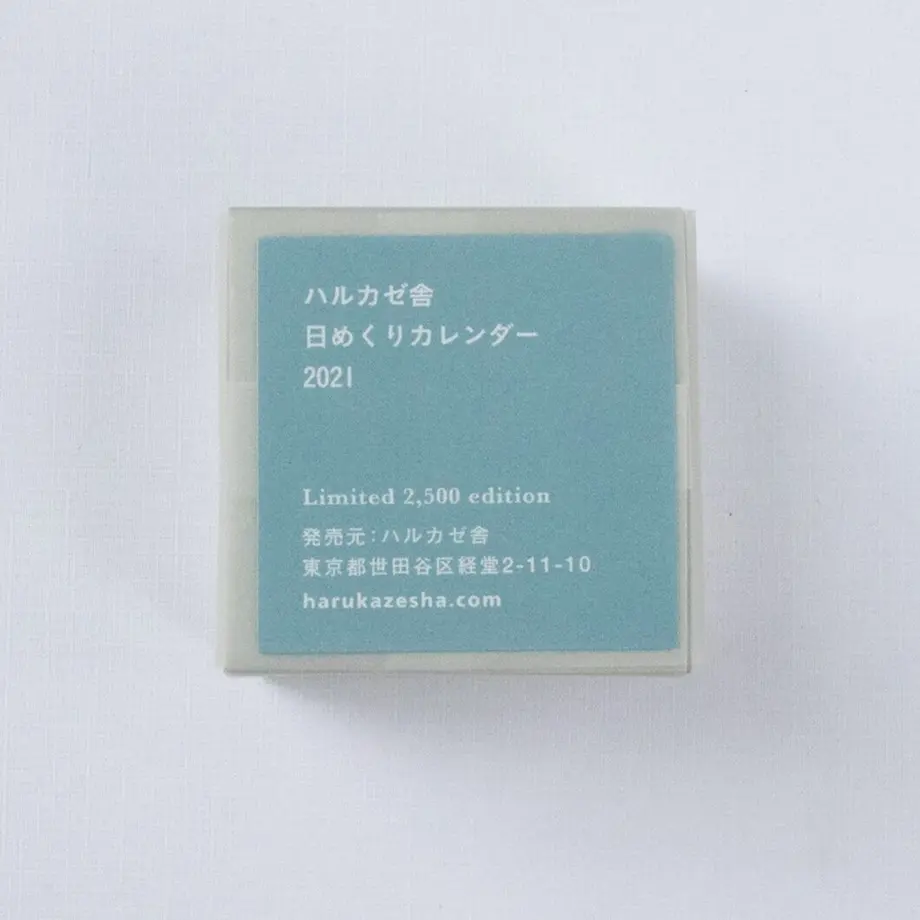 ハルカゼ舎
日めくりカレンダー
2021
Limited 2,500 edition
発売元：ハルカゼ舎
東京都世田谷区経堂2-11-10
harukazesha.com